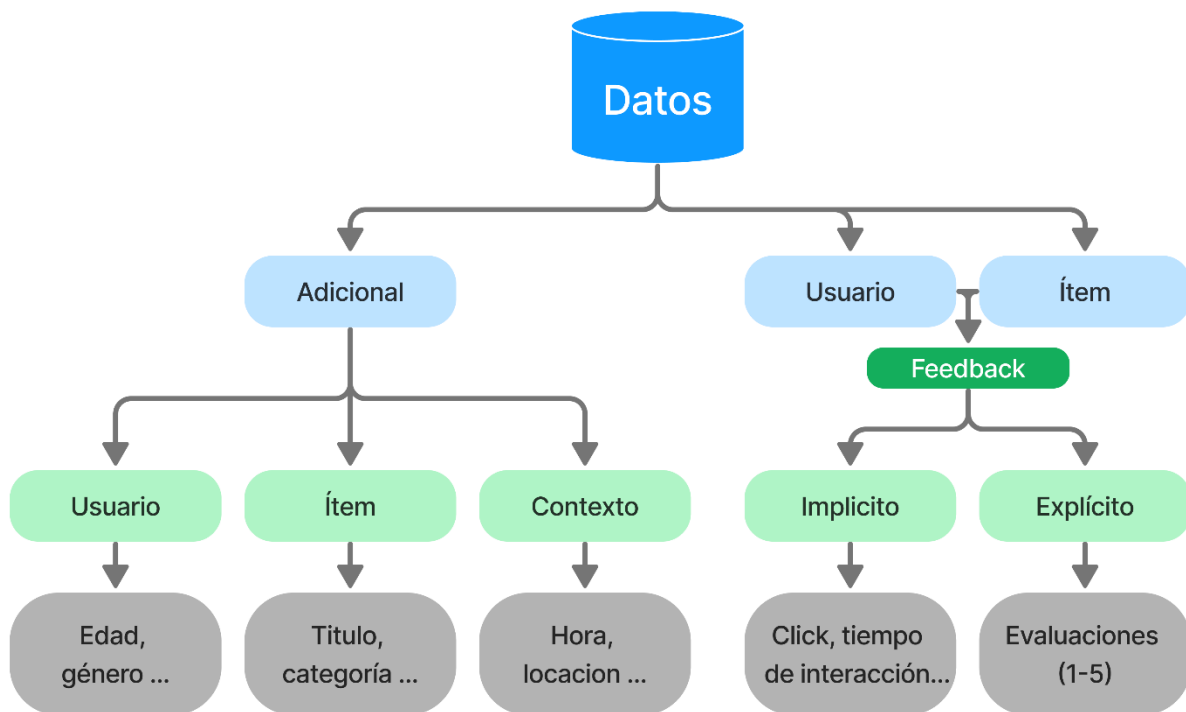 Datos
Adicional
Usuario
Ítem
Feedback
Usuario
Ítem
Contexto
Implicito
Explícito
Edad,
género ...
Titulo,
categoría ...
Hora,
locacion ...
Click, tiempo
de interacción...
Evaluaciones
(1-5)